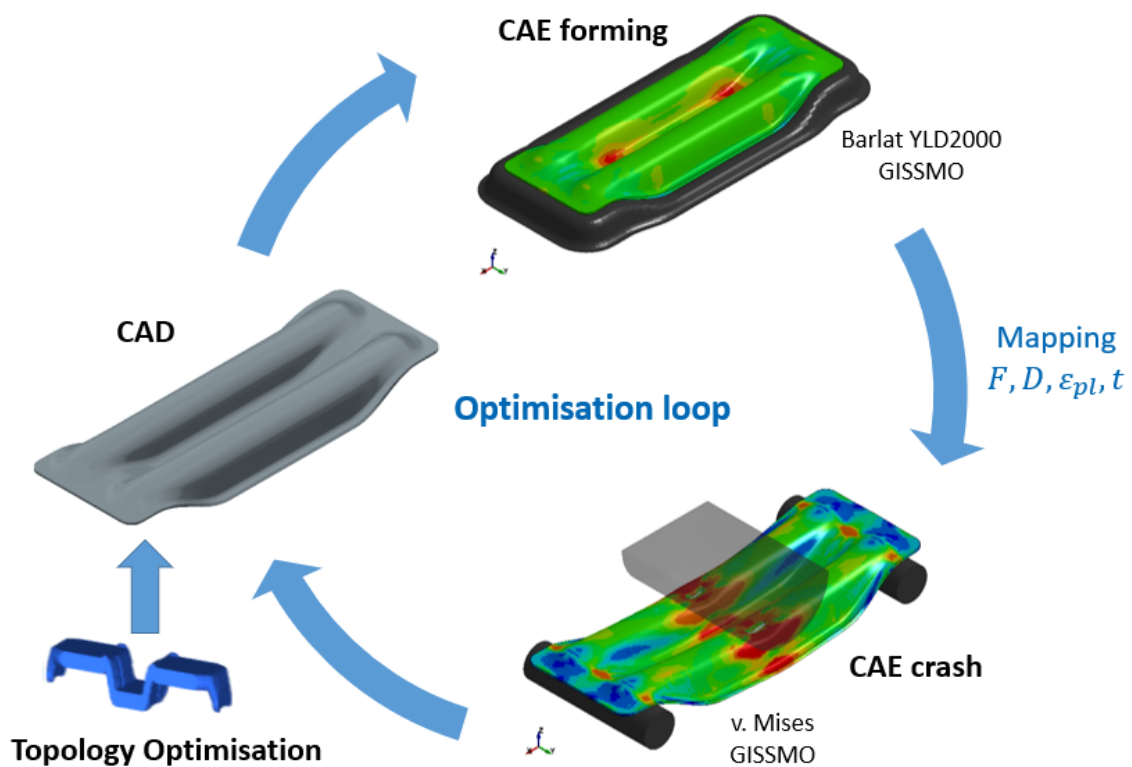 CAE forming
Barlat YLD2000
GISSMO
CAD
Mapping
F, D, ε_pl, t
Optimisation loop
CAE crash
v. Mises
GISSMO
Topology Optimisation